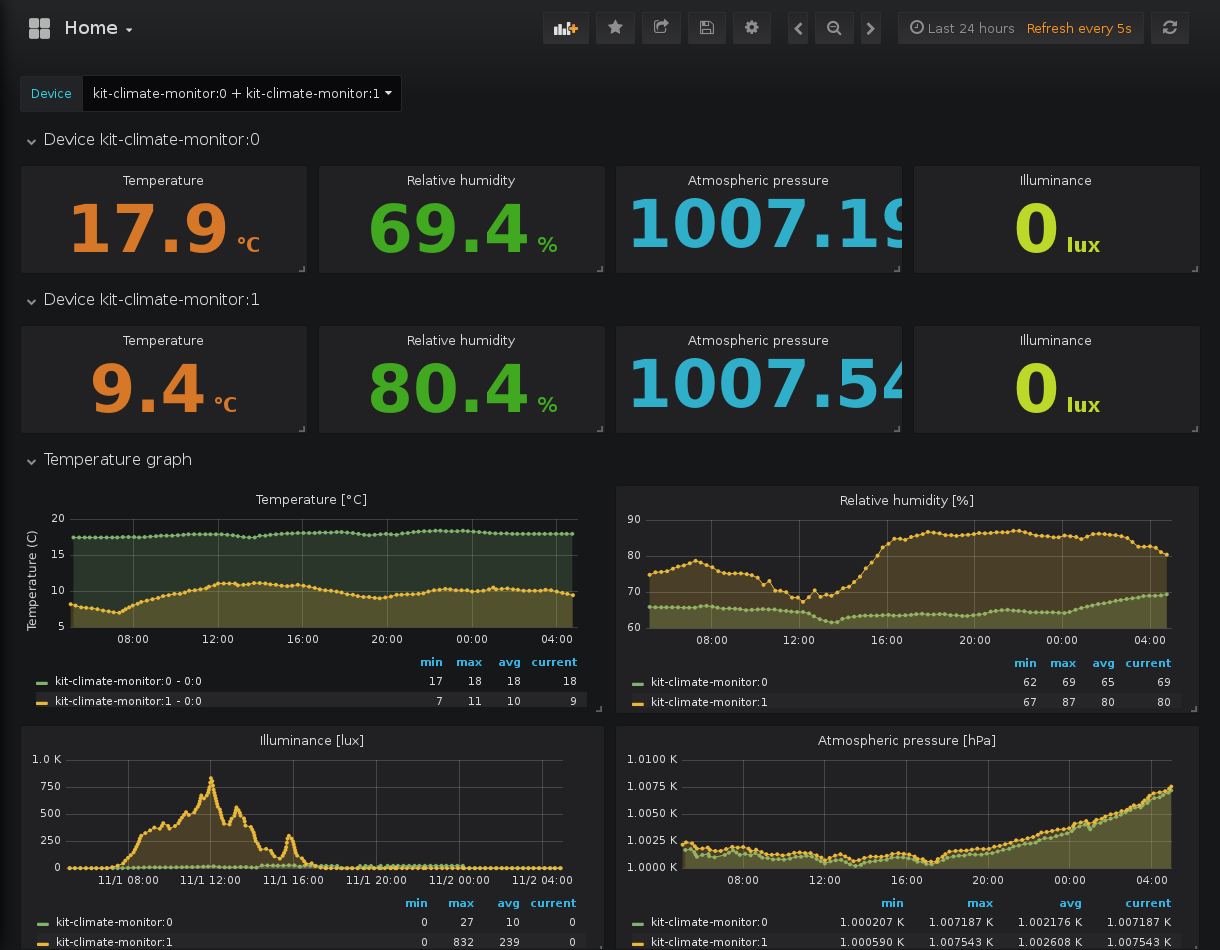 Home
Last 24 hours Refresh every 5s
Device kit-climate-monitor:0 + kit-climate-monitor:1
Device kit-climate-monitor:0
Temperature Relative humidity Atmospheric pressure Illuminance
17.9 °C 69.4 % 1007.19 0 lux
Device kit-climate-monitor:1
Temperature Relative humidity Atmospheric pressure Illuminance
9.4 °C 80.4 % 1007.54 0 lux
Temperature graph
Temperature [°C]
Temperature (C)
20
15
10
5
08:00 12:00 16:00 20:00 00:00 04:00
min max avg current
kit-climate-monitor:0 - 0:0 17 18 18 18
kit-climate-monitor:1 - 0:0 7 11 10 9
Relative humidity [%]
90
80
70
60
08:00 12:00 16:00 20:00 00:00 04:00
min max avg current
kit-climate-monitor:0 62 69 65 69
kit-climate-monitor:1 67 87 80 80
Illuminance [lux]
1.0 K
750
500
250
0
11/1 08:00 11/1 12:00 11/1 16:00 11/1 20:00 11/2 00:00 11/2 04:00
min max avg current
kit-climate-monitor:0 0 27 10 0
kit-climate-monitor:1 0 832 239 0
Atmospheric pressure [hPa]
1.0100 K
1.0075 K
1.0050 K
1.0025 K
1.0000 K
08:00 12:00 16:00 20:00 00:00 04:00
min max avg current
kit-climate-monitor:0 1.000207 K 1.007187 K 1.002176 K 1.007187 K
kit-climate-monitor:1 1.000590 K 1.007543 K 1.002608 K 1.007543 K